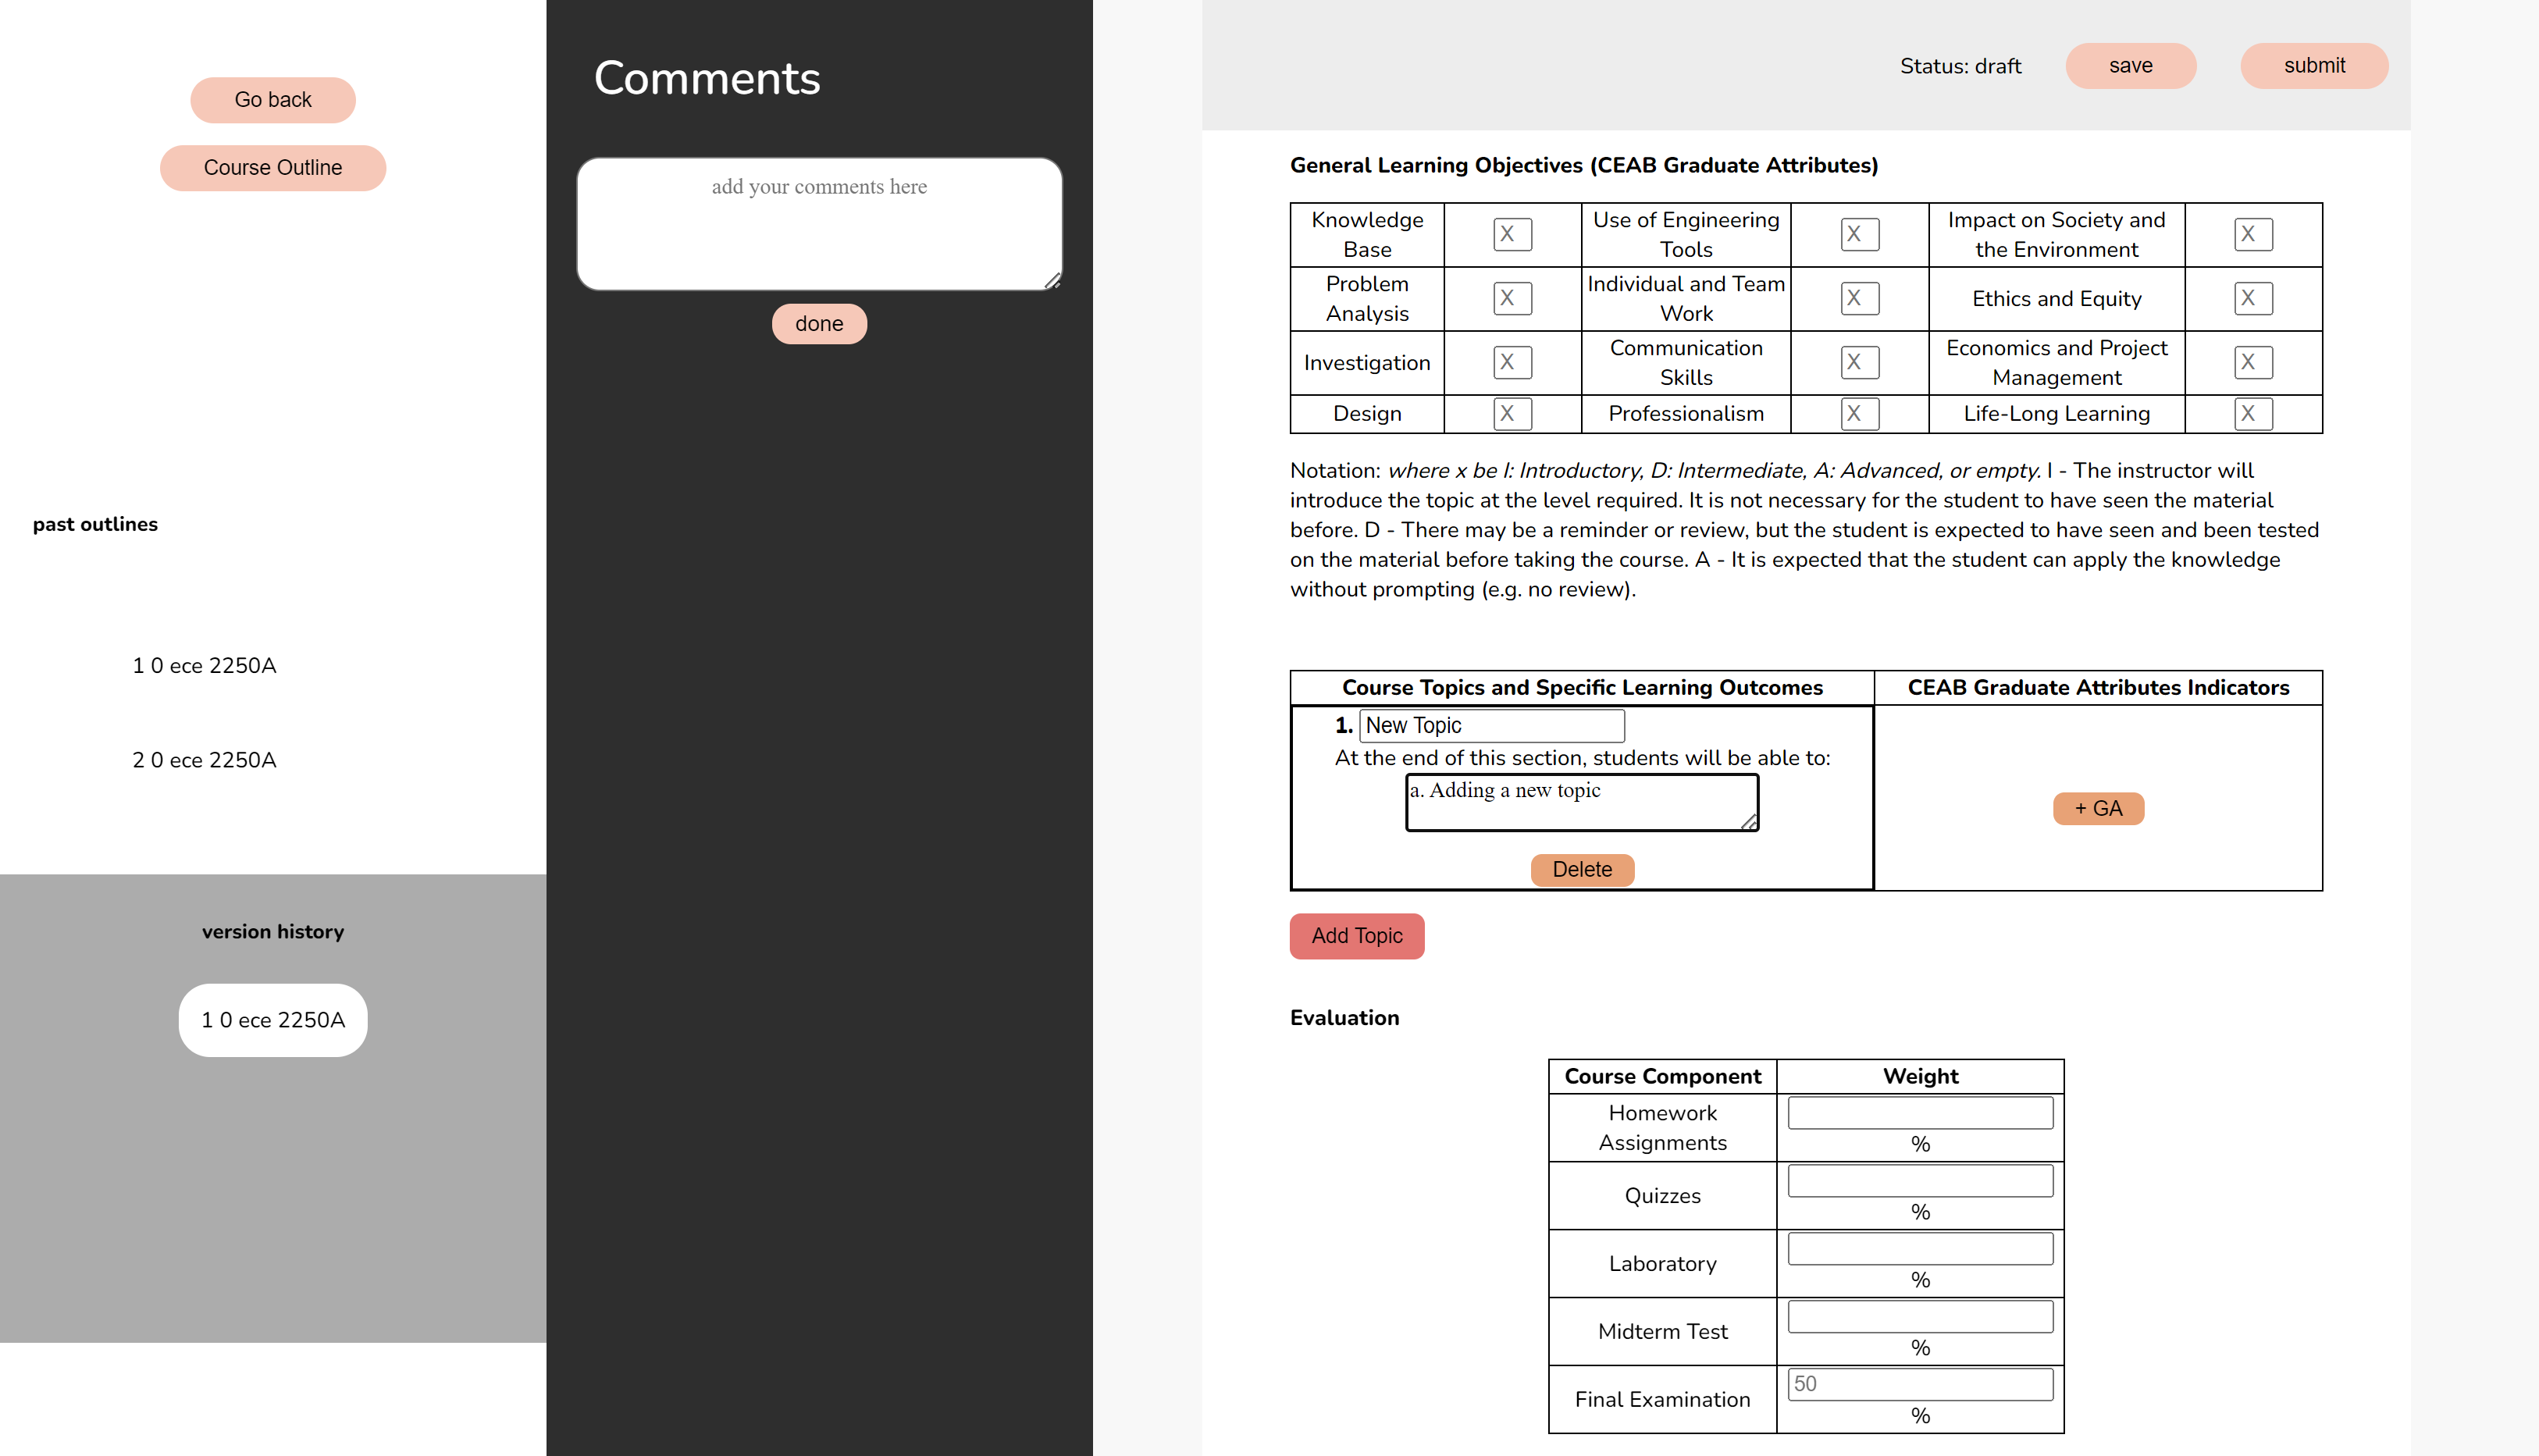 Go back
Course Outline
past outlines
1 0 ece 2250A
2 0 ece 2250A
version history
1 0 ece 2250A
Comments
add your comments here
done
Status: draft
save
submit
General Learning Objectives (CEAB Graduate Attributes)
Knowledge
Base
X
Use of Engineering
Tools
X
Impact on Society and
the Environment
X
Problem
Analysis
X
Individual and Team
Work
X
Ethics and Equity
X
Investigation
X
Communication
Skills
X
Economics and Project
Management
X
Design
X
Professionalism
X
Life-Long Learning
X
Notation: where x be I: Introductory, D: Intermediate, A: Advanced, or empty. I - The instructor will
introduce the topic at the level required. It is not necessary for the student to have seen the material
before. D - There may be a reminder or review, but the student is expected to have seen and been tested
on the material before taking the course. A - It is expected that the student can apply the knowledge
without prompting (e.g. no review).
Course Topics and Specific Learning Outcomes
CEAB Graduate Attributes Indicators
1. New Topic
At the end of this section, students will be able to:
a. Adding a new topic
Delete
+ GA
Add Topic
Evaluation
Course Component
Weight
Homework
Assignments
%
Quizzes
%
Laboratory
%
Midterm Test
%
Final Examination
50
%